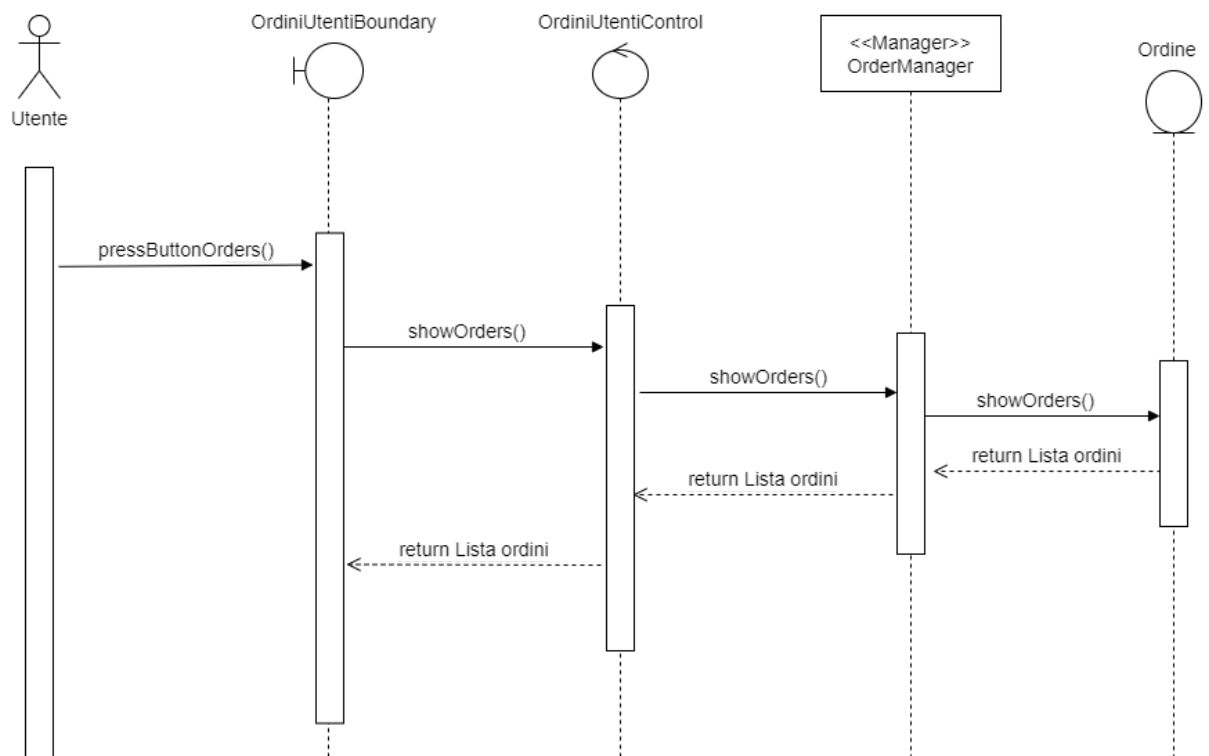 OrdiniUtentiBoundary
OrdiniUtentiControl
<<Manager>>
OrderManager
Ordine
Utente
pressButtonOrders()
showOrders()
showOrders()
showOrders()
return Lista ordini
return Lista ordini
return Lista ordini